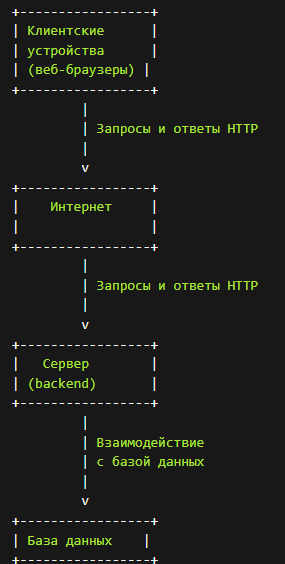 Клиентские
устройства
(веб-браузеры)
Запросы и ответы HTTP
v
Интернет
Запросы и ответы HTTP
v
Сервер
(backend)
Взаимодействие
с базой данных
v
База данных